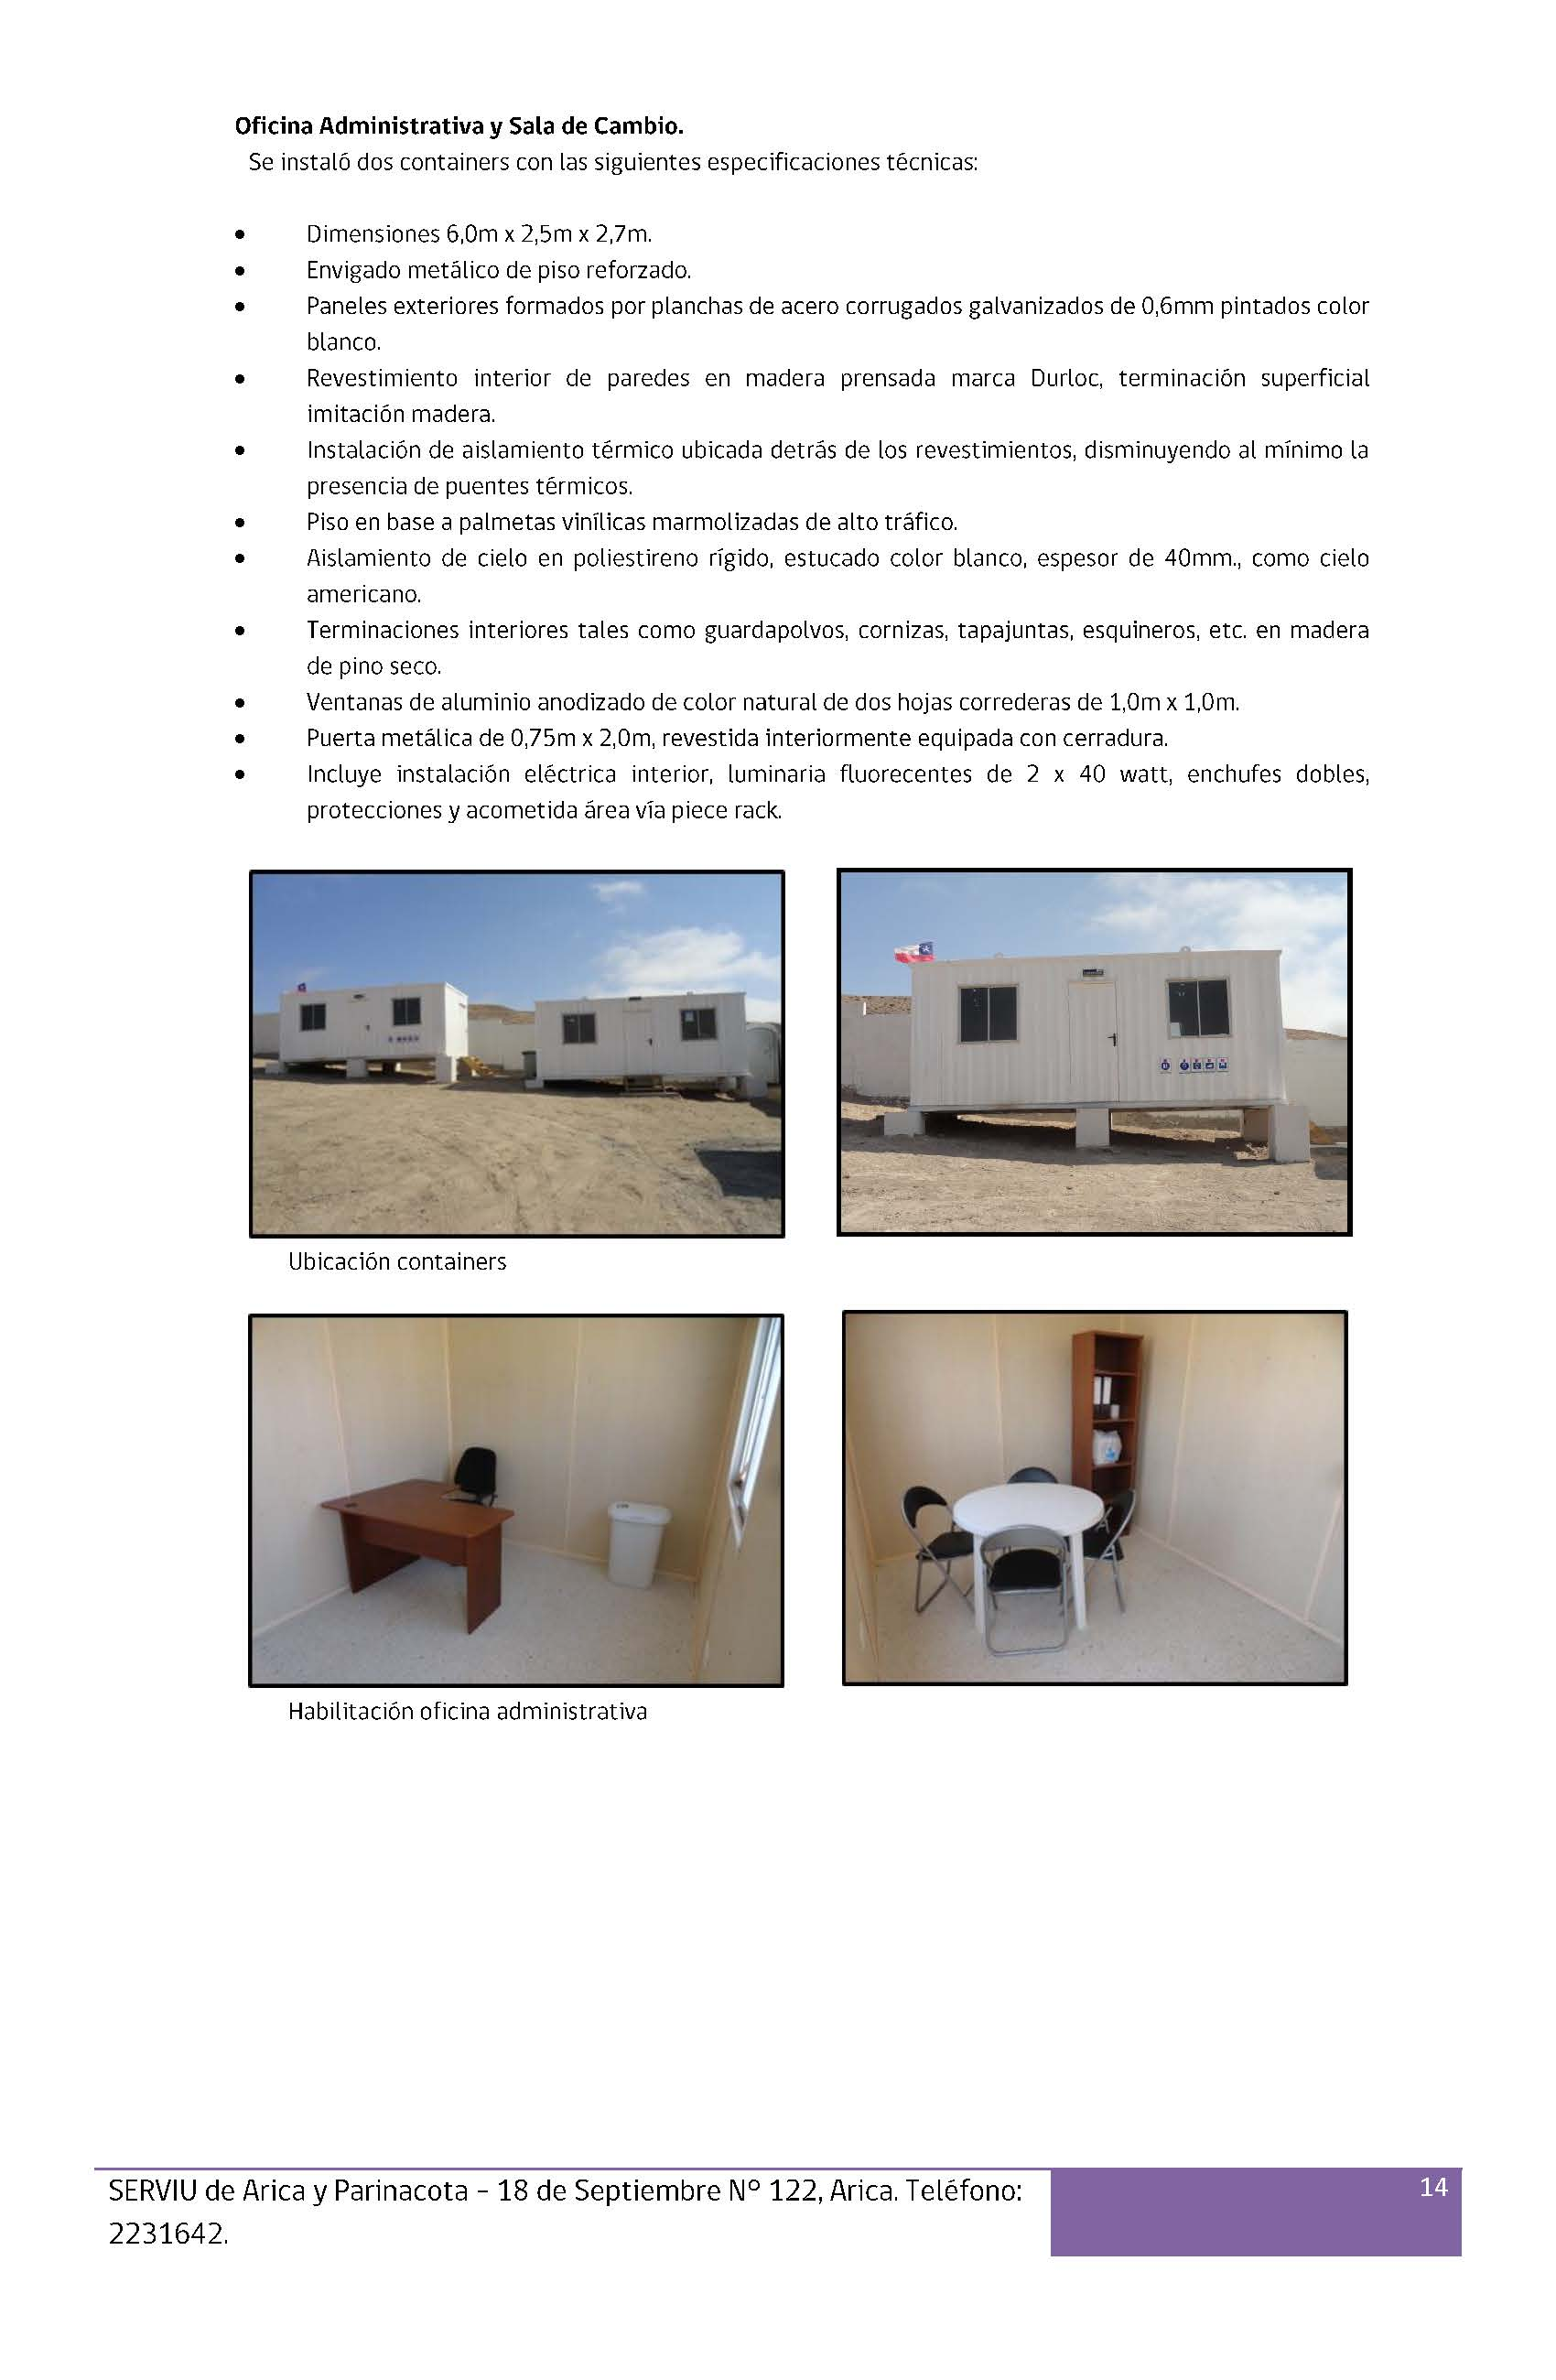 Oficina Administrativa y Sala de Cambio.
Se instaló dos containers con las siguientes especificaciones técnicas:
• Dimensiones 6,0m x 2,5m x 2,7m.
• Envigado metálico de piso reforzado.
• Paneles exteriores formados por planchas de acero corrugados galvanizados de 0,6mm pintados color
blanco.
• Revestimiento interior de paredes en madera prensada marca Durloc, terminación superficial
imitación madera.
• Instalación de aislamiento térmico ubicada detrás de los revestimientos, disminuyendo al mínimo la
presencia de puentes térmicos.
• Piso en base a palmetas vinílicas marmolizadas de alto tráfico.
• Aislamiento de cielo en poliestireno rígido, estucado color blanco, espesor de 40mm., como cielo
americano.
• Terminaciones interiores tales como guardapolvos, cornizas, tapajuntas, esquineros, etc. en madera
de pino seco.
• Ventanas de aluminio anodizado de color natural de dos hojas correderas de 1,0m x 1,0m.
• Puerta metálica de 0,75m x 2,0m, revestida interiormente equipada con cerradura.
• Incluye instalación eléctrica interior, luminaria fluorecentes de 2 x 40 watt, enchufes dobles,
protecciones y acometida área vía piece rack.
Ubicación containers
Habilitación oficina administrativa
SERVIU de Arica y Parinacota – 18 de Septiembre Nº 122, Arica. Teléfono:
2231642.
14